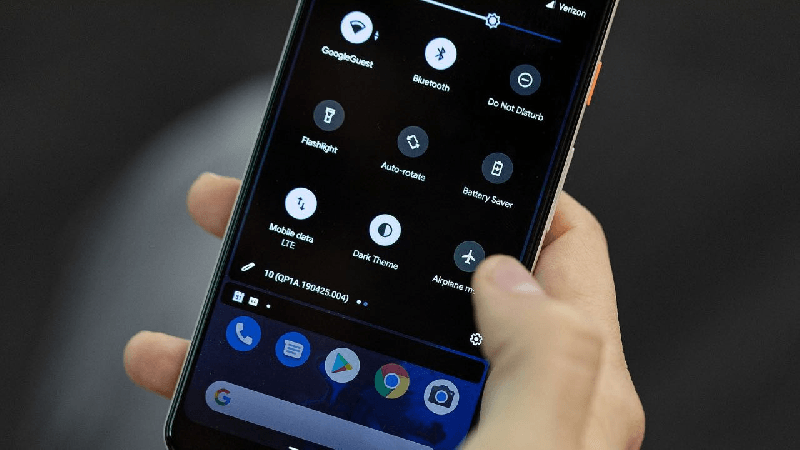 Verizon
GoogleGuest
Bluetooth
Do Not Disturb
Flashlight
Auto-rotate
Battery Saver
Mobile data
LTE
Dark Theme
Airplane m
10 (QP1A.190425.004)
G